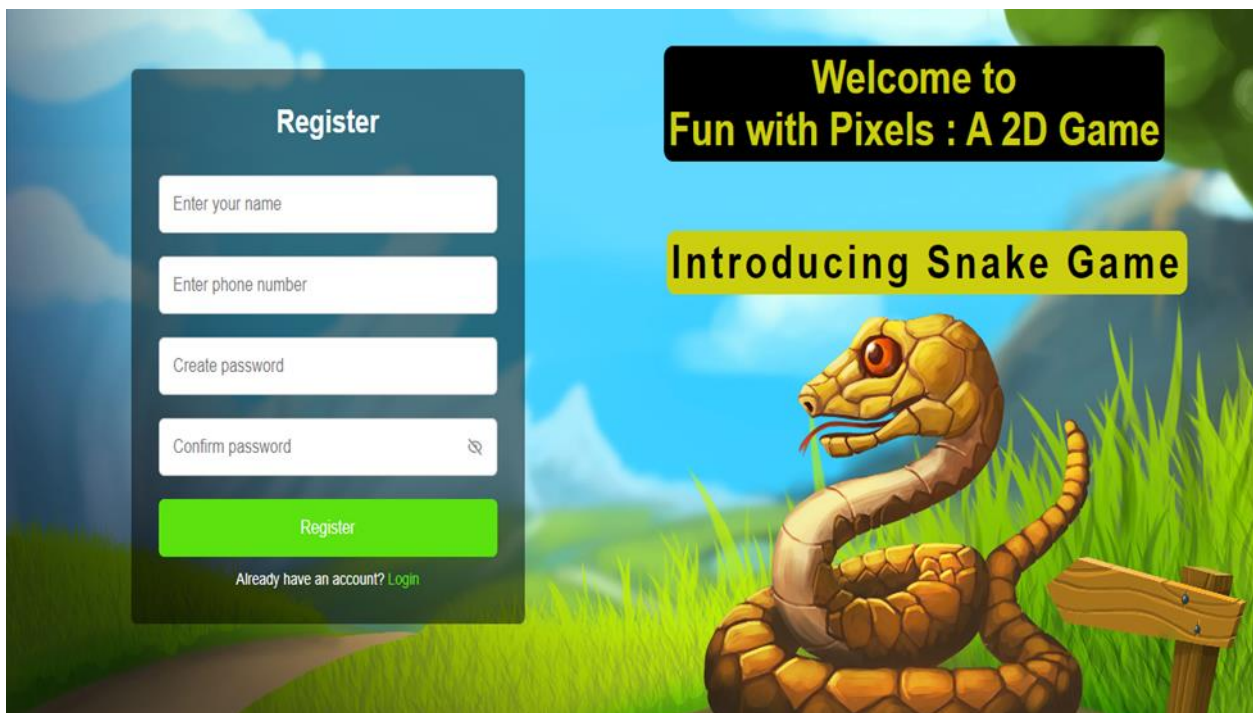 Register
Enter your name
Enter phone number
Create password
Confirm password
Register
Already have an account? Login
Welcome to
Fun with Pixels : A 2D Game
Introducing Snake Game